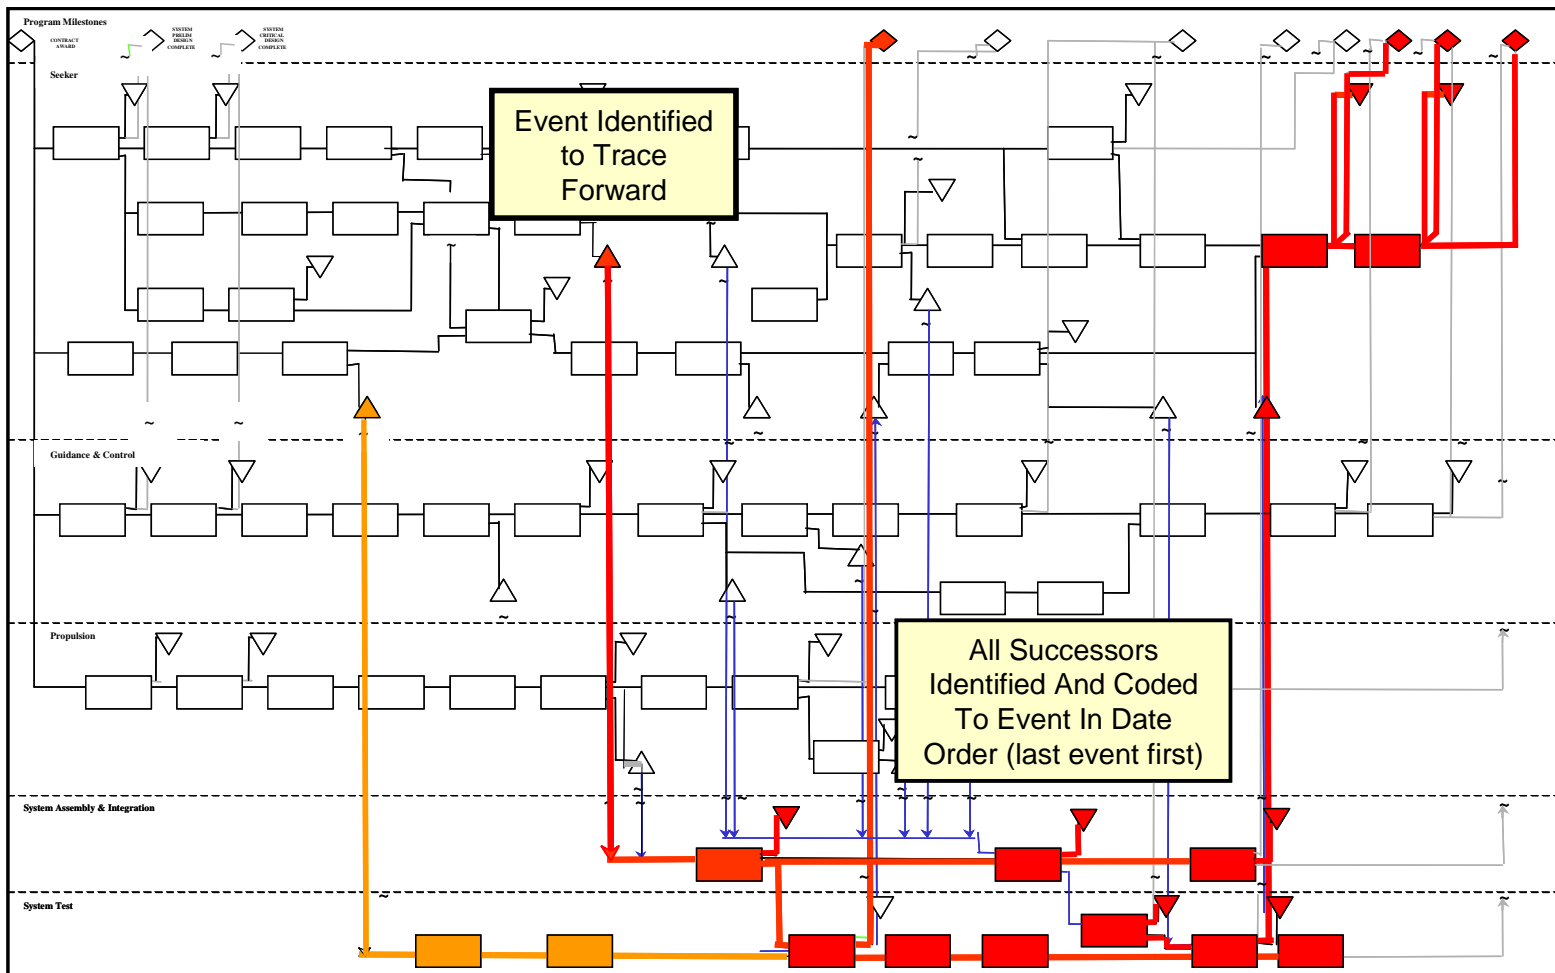 Program Milestones
CONTRACT
AWARD
SYSTEM
PRELIM
DESIGN
COMPLETE
SYSTEM
CRITICAL
DESIGN
COMPLETE
Seeker
Event Identified
to Trace
Forward
Guidance & Control
Propulsion
All Successors
Identified And Coded
To Event In Date
Order (last event first)
System Assembly & Integration
System Test